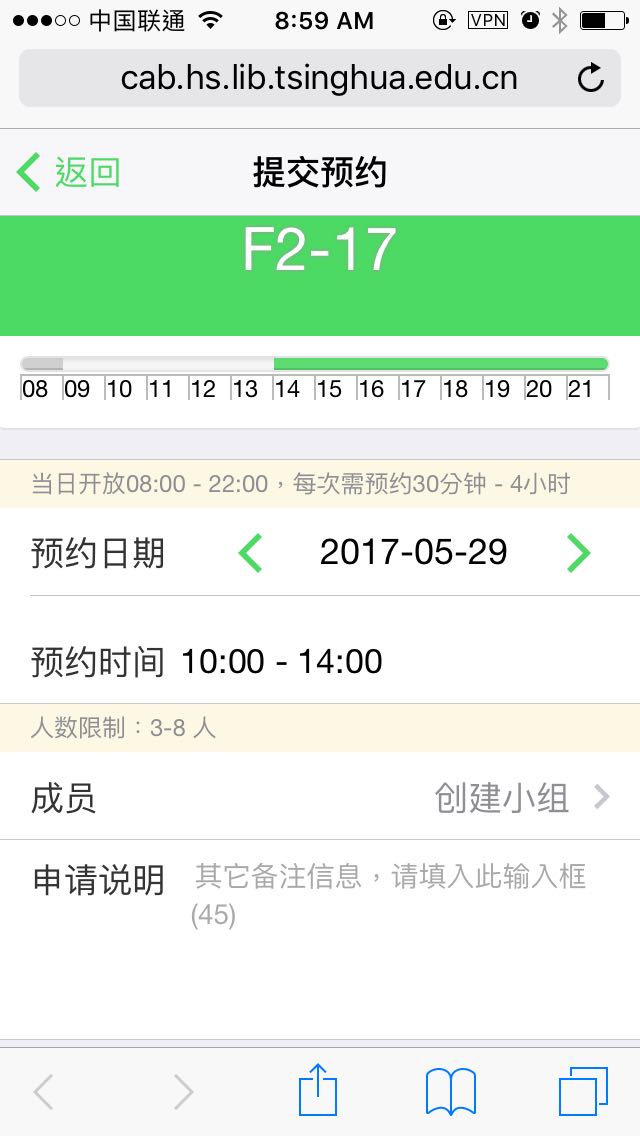 中国联通 8:59 AM VPN
cab.hs.lib.tsinghua.edu.cn
返回 提交预约
F2-17
08 09 10 11 12 13 14 15 16 17 18 19 20 21
当日开放08:00 - 22:00，每次需预约30分钟 - 4小时
预约日期 2017-05-29
预约时间 10:00 - 14:00
人数限制：3-8 人
成员 创建小组
申请说明 其它备注信息，请填入此输入框
(45)